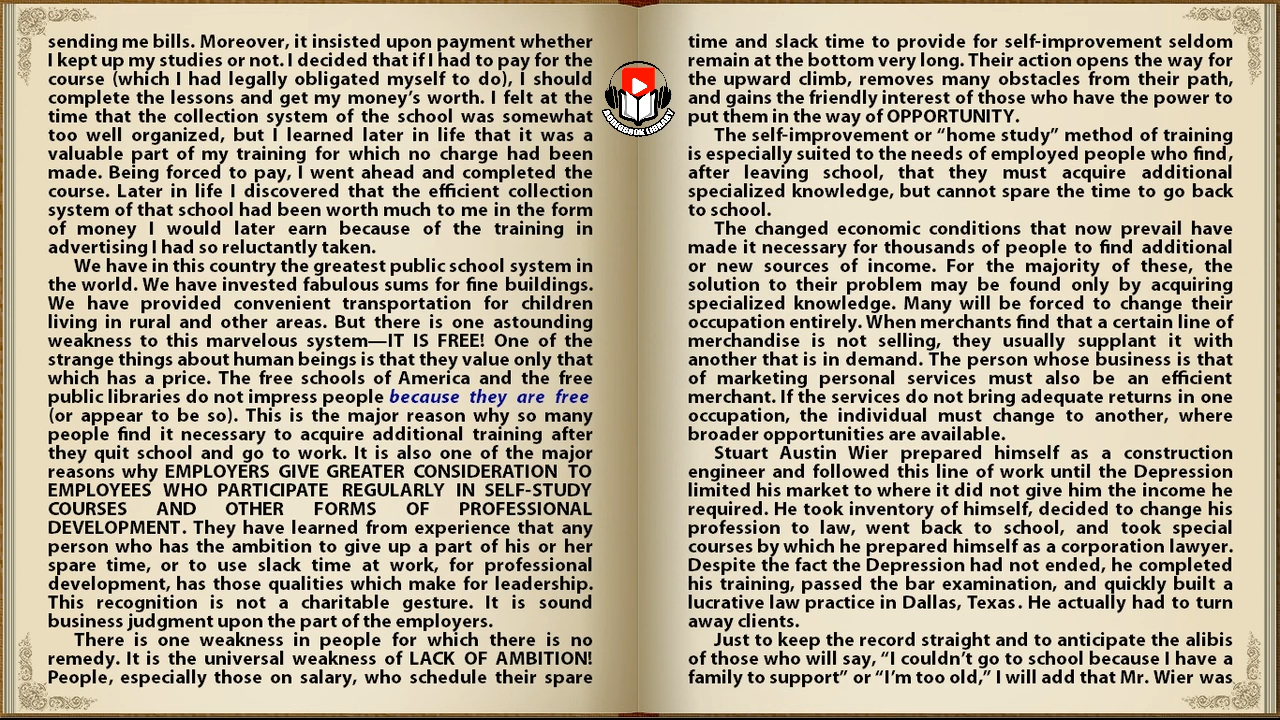 sending me bills. Moreover, it insisted upon payment whether
I kept up my studies or not. I decided that if I had to pay for the
course (which I had legally obligated myself to do), I should
complete the lessons and get my money's worth. I felt at the
time that the collection system of the school was somewhat
too well organized, but I learned later in life that it was a
valuable part of my training for which no charge had been
made. Being forced to pay, I went ahead and completed the
course. Later in life I discovered that the efficient collection
system of that school had been worth much to me in the form
of money I would later earn because of the training in
advertising I had so reluctantly taken.
We have in this country the greatest public school system in
the world. We have invested fabulous sums for fine buildings.
We have provided convenient transportation for children
living in rural and other areas. But there is one astounding
weakness to this marvelous system—IT IS FREE! One of the
strange things about human beings is that they value only that
which has a price. The free schools of America and the free
public libraries do not impress people because they are free
(or appear to be so). This is the major reason why so many
people find it necessary to acquire additional training after
they quit school and go to work. It is also one of the major
reasons why EMPLOYERS GIVE GREATER CONSIDERATION TO
EMPLOYEES WHO PARTICIPATE REGULARLY IN SELF-STUDY
COURSES AND OTHER FORMS OF PROFESSIONAL
DEVELOPMENT. They have learned from experience that any
person who has the ambition to give up a part of his or her
spare time, or to use slack time at work, for professional
development, has those qualities which make for leadership.
This recognition is not a charitable gesture. It is sound
business judgment upon the part of the employers.
There is one weakness in people for which there is no
remedy. It is the universal weakness of LACK OF AMBITION!
People, especially those on salary, who schedule their spare
time and slack time to provide for self-improvement seldom
remain at the bottom very long. Their action opens the way for
the upward climb, removes many obstacles from their path,
and gains the friendly interest of those who have the power to
put them in the way of OPPORTUNITY.
The self-improvement or “home study” method of training
is especially suited to the needs of employed people who find,
after leaving school, that they must acquire additional
specialized knowledge, but cannot spare the time to go back
to school.
The changed economic conditions that now prevail have
made it necessary for thousands of people to find additional
or new sources of income. For the majority of these, the
solution to their problem may be found only by acquiring
specialized knowledge. Many will be forced to change their
occupation entirely. When merchants find that a certain line of
merchandise is not selling, they usually supplant it with
another that is in demand. The person whose business is that
of marketing personal services must also be an efficient
merchant. If the services do not bring adequate returns in one
occupation, the individual must change to another, where
broader opportunities are available.
Stuart Austin Wier prepared himself as a construction
engineer and followed this line of work until the Depression
limited his market to where it did not give him the income he
required. He took inventory of himself, decided to change his
profession to law, went back to school, and took special
courses by which he prepared himself as a corporation lawyer.
Despite the fact the Depression had not ended, he completed
his training, passed the bar examination, and quickly built a
lucrative law practice in Dallas, Texas. He actually had to turn
away clients.
Just to keep the record straight and to anticipate the alibis
of those who will say, “I couldn't go to school because I have a
family to support” or “I'm too old,” I will add that Mr. Wier was
AUDIOBOOK LIBRARY